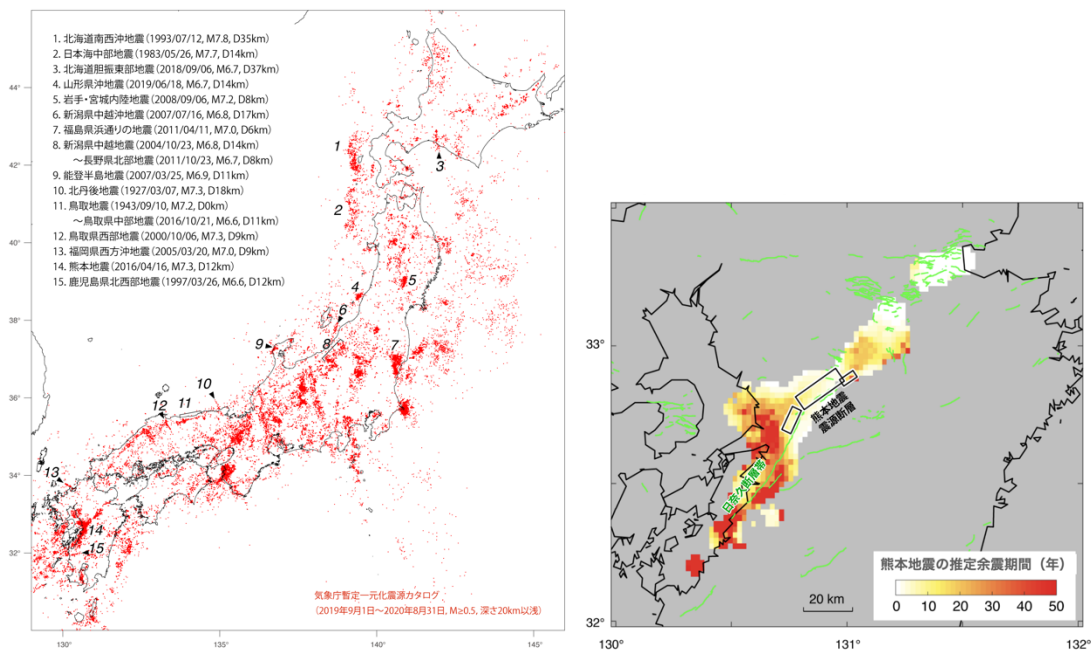 1. 北海道南西沖地震(1993/07/12, M7.8, D35km)
2. 日本海中部地震(1983/05/26, M7.7, D14km)
3. 北海道胆振東部地震(2018/09/06, M6.7, D37km)
4. 山形県沖地震(2019/06/18, M6.7, D14km)
5. 岩手・宮城内陸地震(2008/09/06, M7.2, D8km)
6. 新潟県中越沖地震(2007/07/16, M6.8, D17km)
7. 福島県浜通りの地震(2011/04/11, M7.0, D6km)
8. 新潟県中越地震(2004/10/23, M6.8, D14km)
～長野県北部地震(2011/10/23, M6.7, D8km)
9. 能登半島地震(2007/03/25, M6.9, D11km)
10. 北丹後地震(1927/03/07, M7.3, D18km)
11. 鳥取地震(1943/09/10, M7.2, D0km)
～鳥取県中部地震(2016/10/21, M6.6, D11km)
12. 鳥取県西部地震(2000/10/06, M7.3, D9km)
13. 福岡県西方沖地震(2005/03/20, M7.0, D9km)
14. 熊本地震(2016/04/16, M7.3, D12km)
15. 鹿児島県北西部地震(1997/03/26, M6.6, D12km)
44°
42°
40°
38°
36°
34°
32°
1
2
3
4
5
6
7
8
9
10
11
12
13
14
15
気象庁暫定一元化震源カタログ
(2019年9月1日～2020年8月31日, M≥0.5, 深さ20km以浅)
130°
135°
140°
145°
33°
32°
熊本地震
震源断層
日奈久断層帯
熊本地震の推定余震期間（年）
0 10 20 30 40 50
20 km
130°
131°
132°